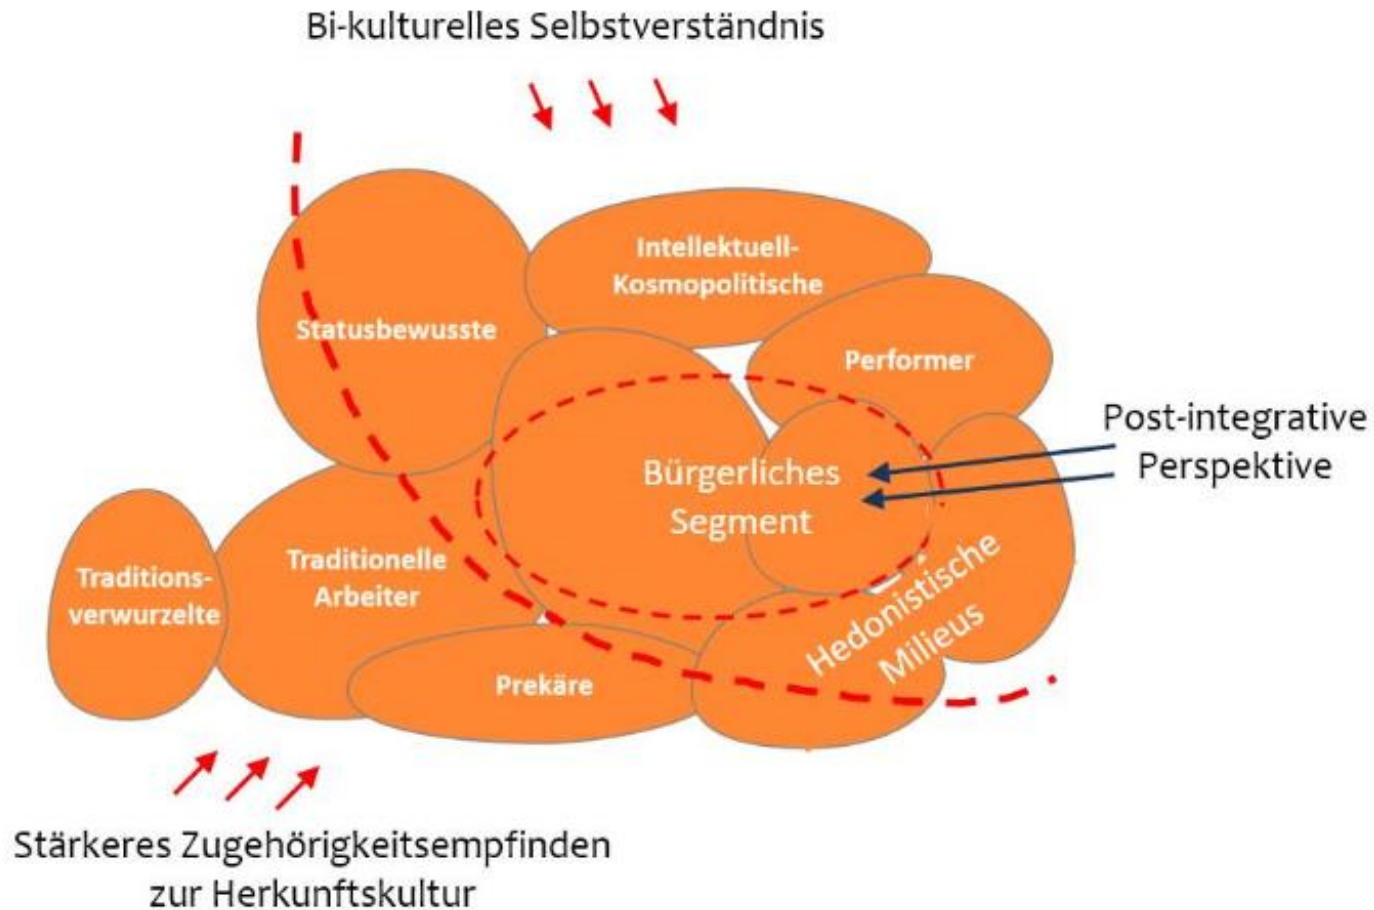 Bi-kulturelles Selbstverständnis
Intellektuell-
Kosmopolitische
Statusbewusste
Performer
Post-integrative
Perspektive
Bürgerliches
Segment
Traditionelle
Arbeiter
Traditions-
verwurzelte
Hedonistische
Milieus
Prekäre
Stärkeres Zugehörigkeitsempfinden
zur Herkunftskultur